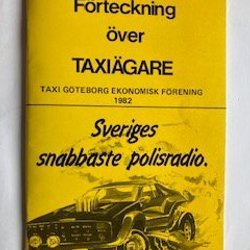 Förteckning
över
TAXIÄGARE
TAXI GÖTEBORG EKONOMISK FÖRENING
1982
Sveriges
snabbaste polisradio.